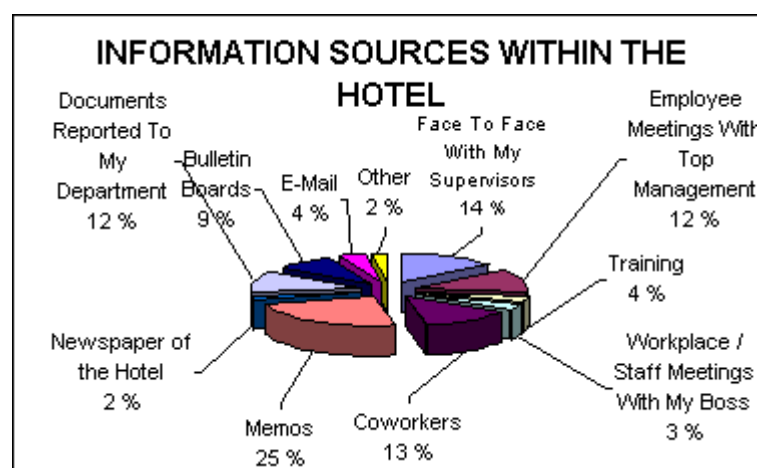 INFORMATION SOURCES WITHIN THE
HOTEL
Documents
Reported To
My
Department
12 %
Bulletin
Boards
9 %
E-Mail
4 %
Other
2 %
Face To Face
With My
Supervisors
14 %
Employee
Meetings With
Top
Management
12 %
Training
4 %
Workplace /
Staff Meetings
With My Boss
3 %
Coworkers
13 %
Memos
25 %
Newspaper of
the Hotel
2 %